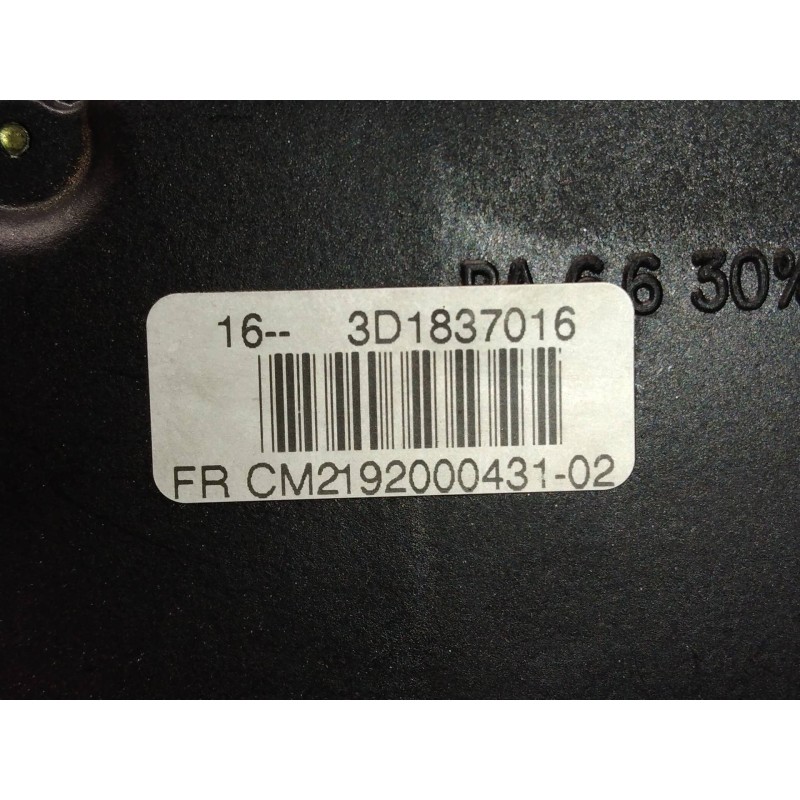 PA 6 6 30%
16-- 3D1837016
FR CM2192000431-02